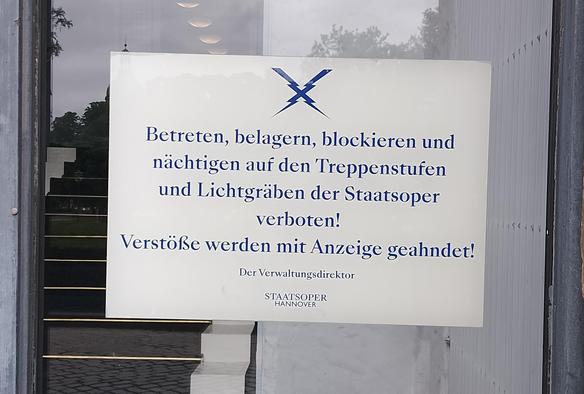 Betreten, belagern, blockieren und
nächtigen auf den Treppenstufen
und Lichtgräben der Staatsoper
verboten!
Verstöße werden mit Anzeige geahndet!
Der Verwaltungsdirektor
STAATSOPER
HANNOVER